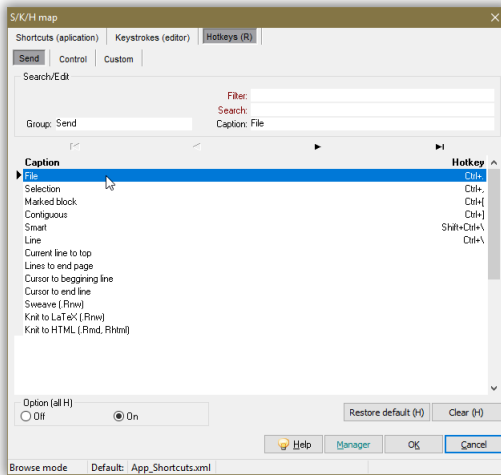 S/K/H map
Shortcuts (aplication) Keystrokes (editor) Hotkeys (R)
Send Control Custom
Search/Edit
Filter:
Search:
Group: Send Caption: File
Caption Hotkey
File Ctrl+.
Selection Ctrl+,
Marked block Ctrl+[
Contiguous Ctrl+]
Smart Shift+Ctrl+\
Line Ctrl+\
Current line to top
Lines to end page
Cursor to beggining line
Cursor to end line
Sweave (.Rnw)
Knit to LaTeX (.Rnw)
Knit to HTML (.Rmd, Rhtml)
Option (all H)
Off On Restore default (H) Clear (H)
Help Manager OK Cancel
Browse mode Default: App_Shortcuts.xml